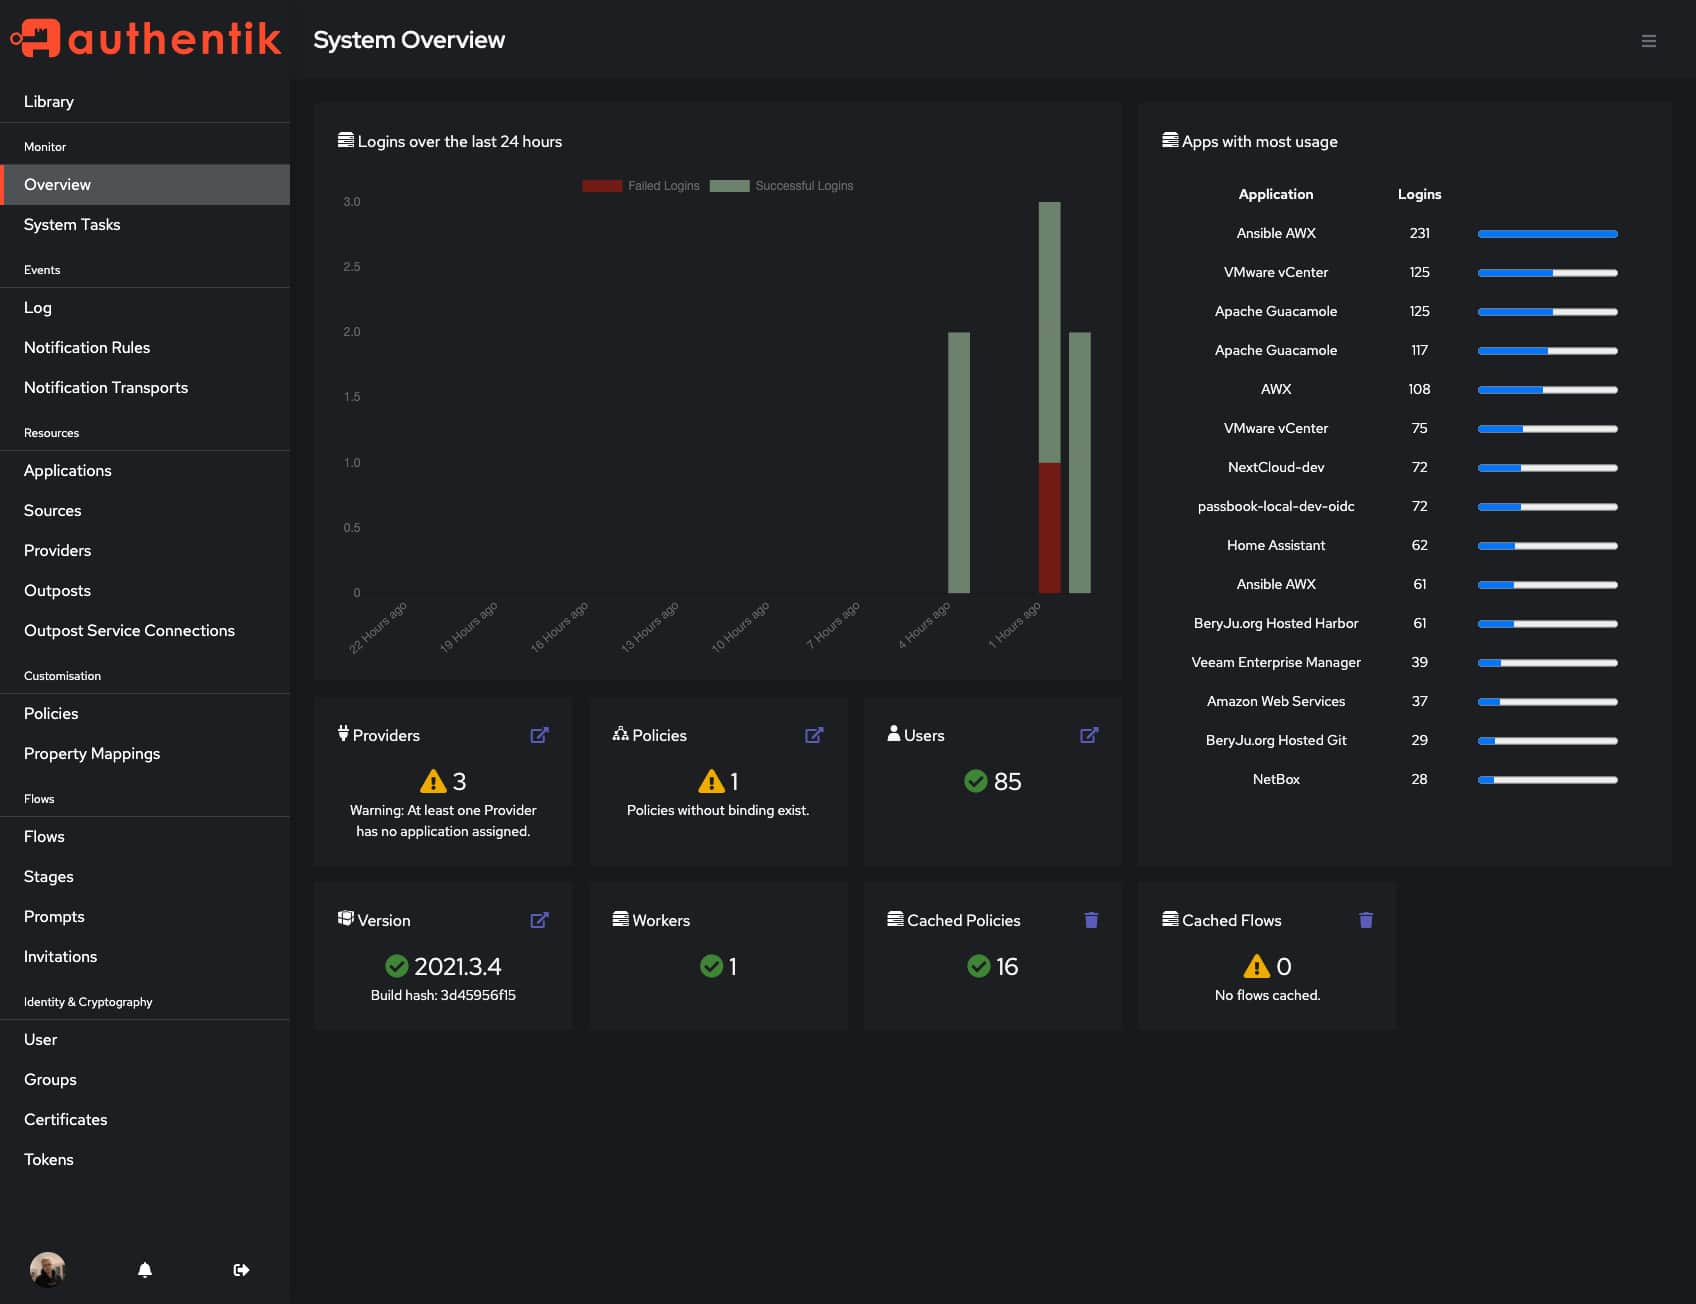 authentik
System Overview
Library
Monitor
Overview
System Tasks
Events
Log
Notification Rules
Notification Transports
Resources
Applications
Sources
Providers
Outposts
Outpost Service Connections
Customisation
Policies
Property Mappings
Flows
Flows
Stages
Prompts
Invitations
Identity & Cryptography
User
Groups
Certificates
Tokens
Logins over the last 24 hours
Failed Logins Successful Logins
3.0
2.5
2.0
1.5
1.0
0.5
0
22 Hours ago
19 Hours ago
16 Hours ago
13 Hours ago
10 Hours ago
7 Hours ago
4 Hours ago
1 Hours ago
Apps with most usage
Application Logins
Ansible AWX 231
VMware vCenter 125
Apache Guacamole 125
Apache Guacamole 117
AWX 108
VMware vCenter 75
NextCloud-dev 72
passbook-local-dev-oidc 72
Home Assistant 62
Ansible AWX 61
BeryJu.org Hosted Harbor 61
Veeam Enterprise Manager 39
Amazon Web Services 37
BeryJu.org Hosted Git 29
NetBox 28
Providers
3
Warning: At least one Provider
has no application assigned.
Policies
1
Policies without binding exist.
Users
85
Version
2021.3.4
Build hash: 3d45956f15
Workers
1
Cached Policies
16
Cached Flows
0
No flows cached.